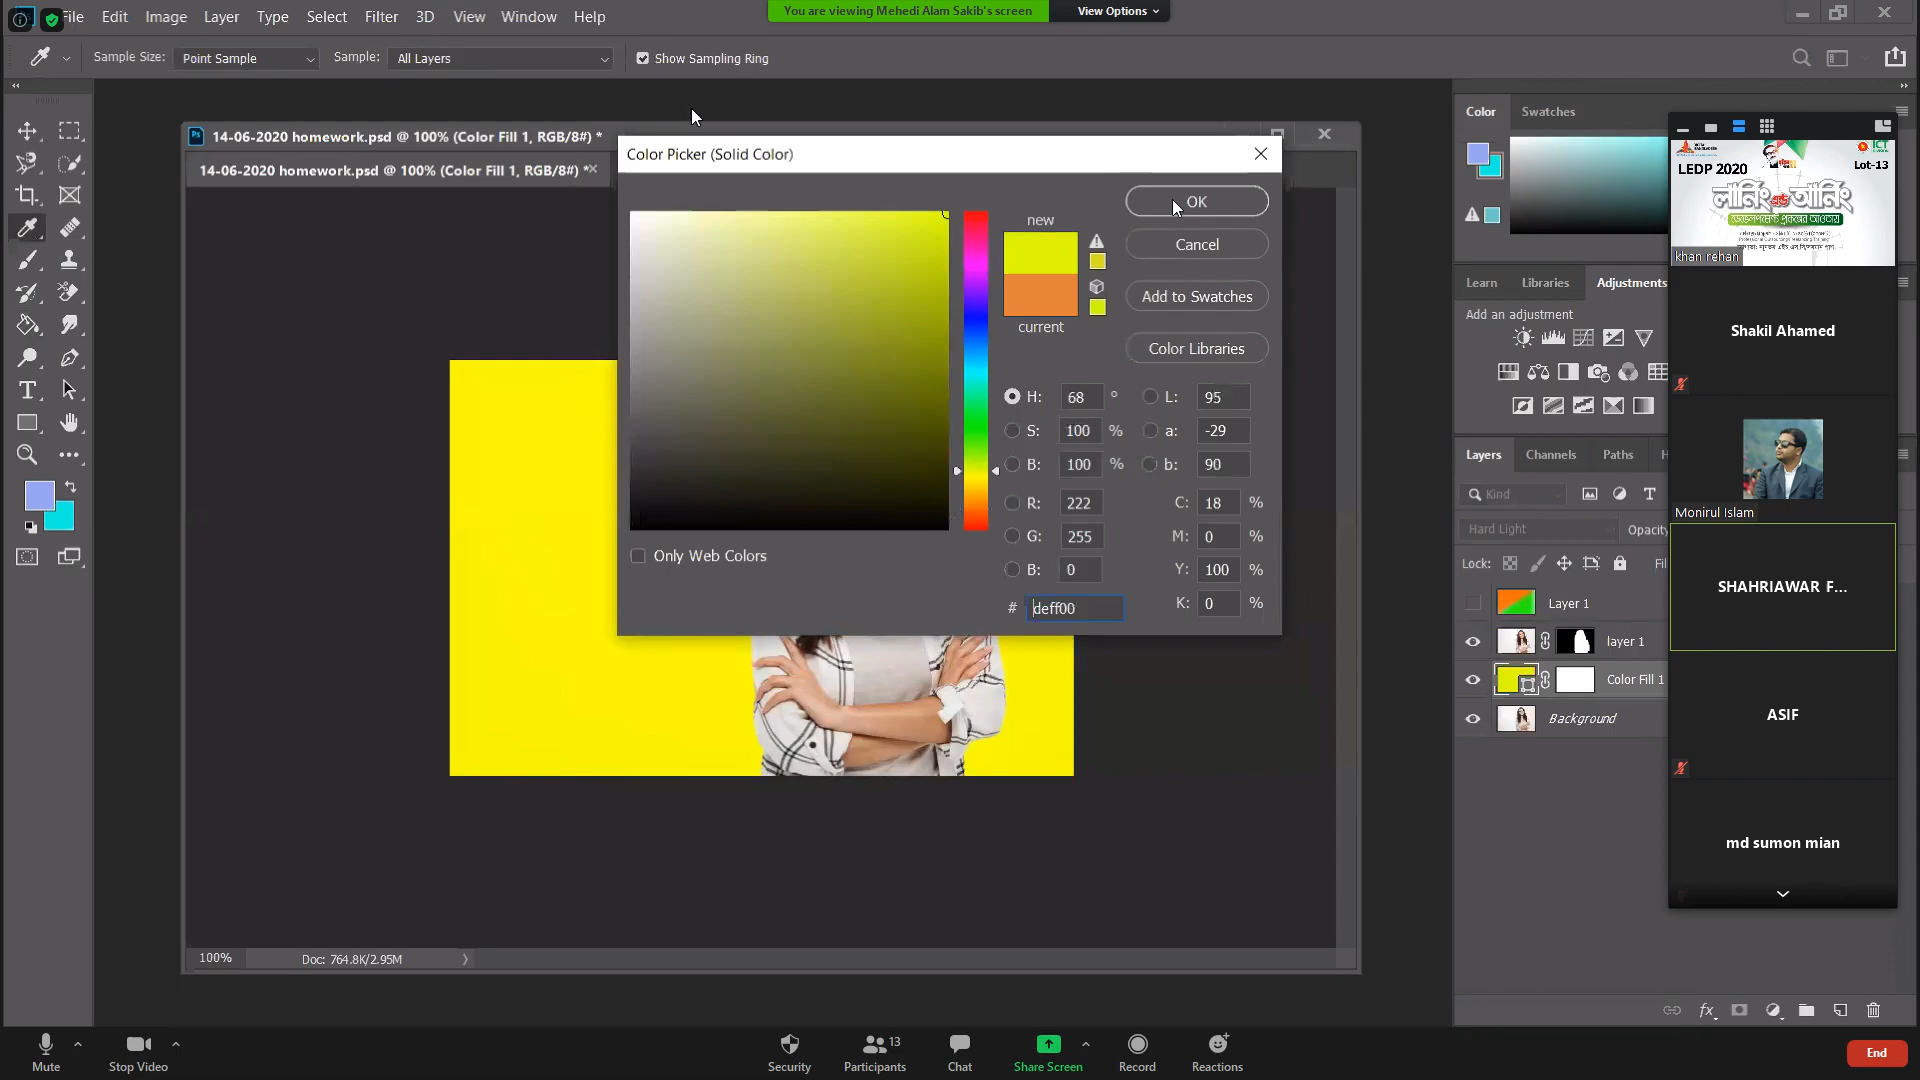 File Edit Image Layer Type Select Filter 3D View Window Help
You are viewing Mehedi Alam Sakib's screen
View Options
Sample Size: Point Sample Sample: All Layers Show Sampling Ring
14-06-2020 homework.psd @ 100% (Color Fill 1, RGB/8#) *
14-06-2020 homework.psd @ 100% (Color Fill 1, RGB/8#) *
Color Picker (Solid Color)
new
current
OK
Cancel
Add to Swatches
Color Libraries
H: 68 ° L: 95
S: 100 % a: -29
B: 100 % b: 90
R: 222 C: 18 %
G: 255 M: 0 %
B: 0 Y: 100 %
# deff00 K: 0 %
Only Web Colors
100% Doc: 764.8K/2.95M
Color Swatches
Learn Libraries Adjustments
Add an adjustment
Layers Channels Paths H
Kind
Hard Light Opacity
Lock: Fil
Layer 1
layer 1
Color Fill 1
Background
LEDP 2020
Lot-13
ICT
লার্নিং এন্ড আর্নিং
ডেভেলপমেন্ট প্রকল্পের আওতায়
khan rehan
Shakil Ahamed
Monirul Islam
SHAHRIAWAR F...
ASIF
md sumon mian
Mute
Stop Video
Security
Participants 13
Chat
Share Screen
Record
Reactions
End